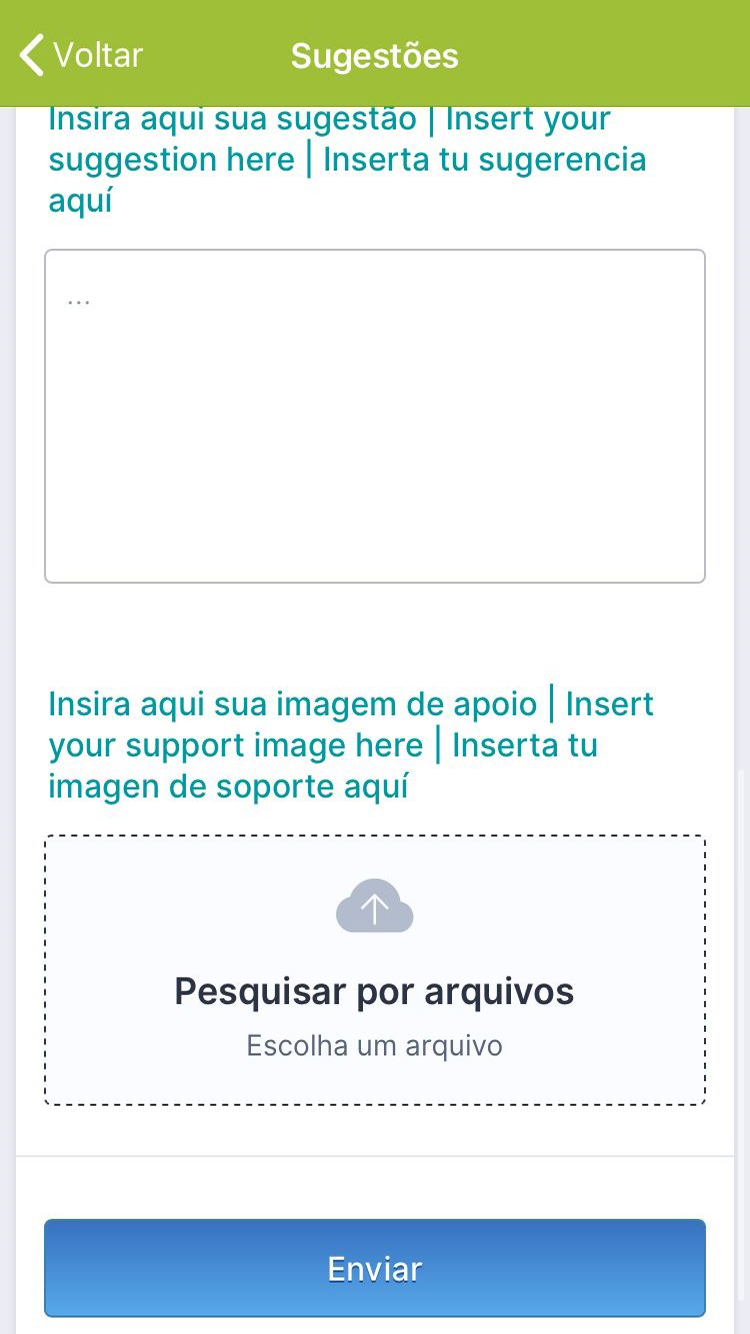 Voltar
Sugestões
Insira aqui sua sugestão | Insert your
suggestion here | Inserta tu sugerencia
aquí
...
Insira aqui sua imagem de apoio | Insert
your support image here | Inserta tu
imagen de soporte aquí
Pesquisar por arquivos
Escolha um arquivo
Enviar